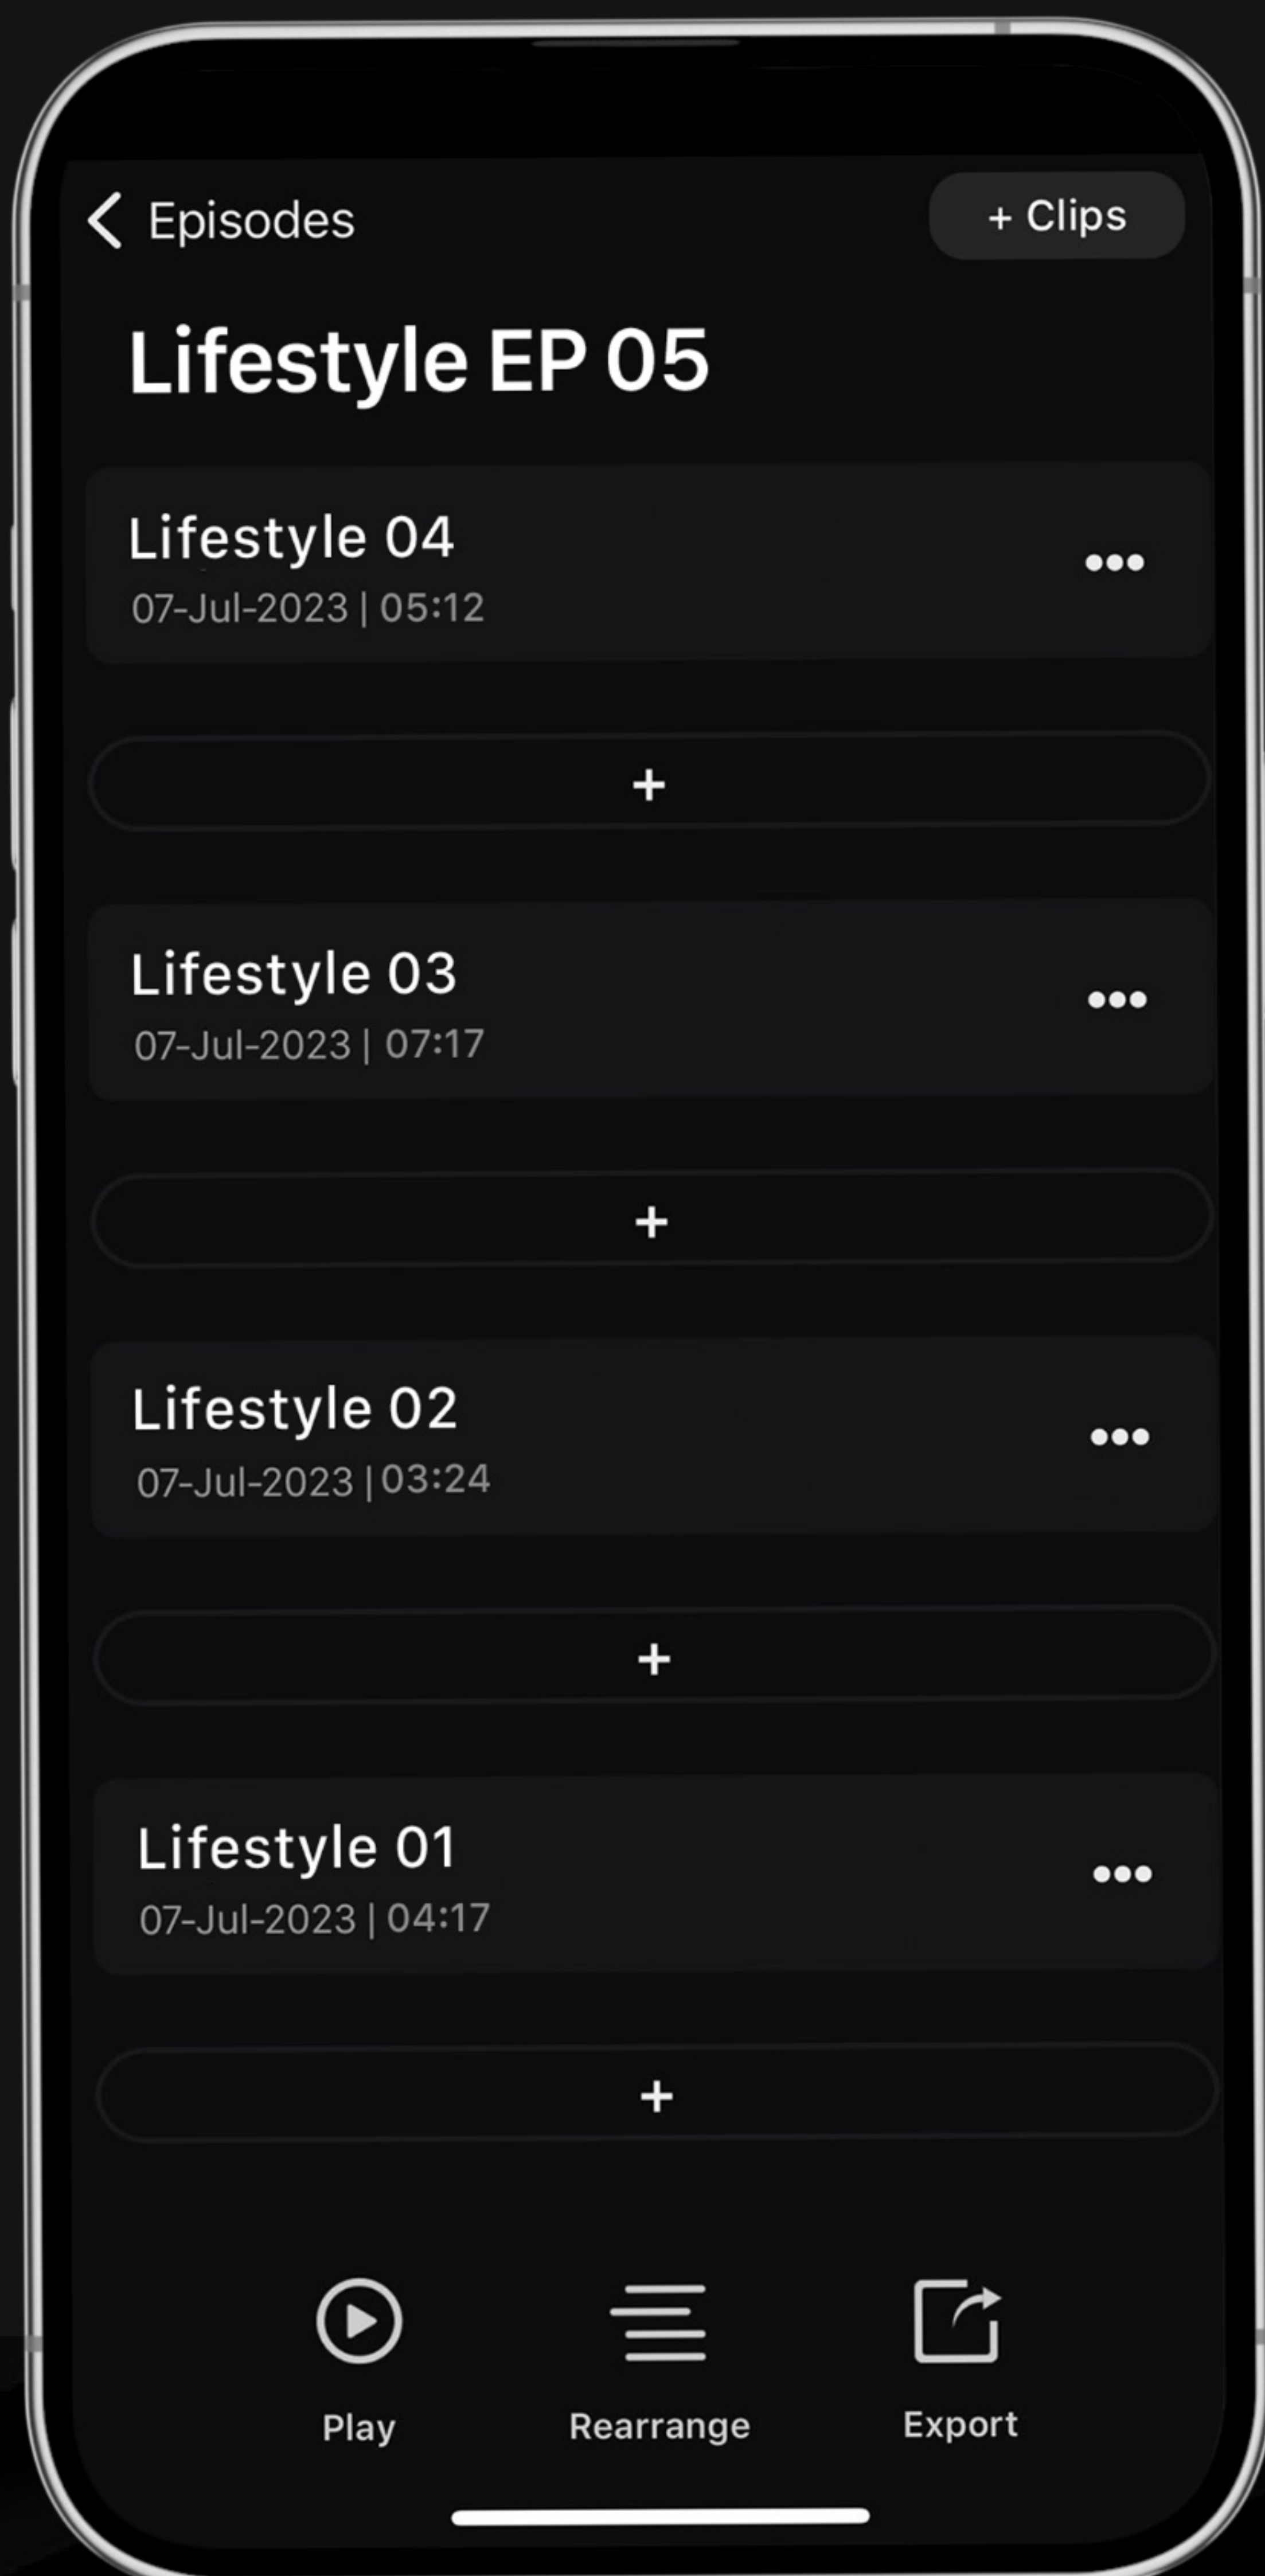 Episodes
+ Clips
Lifestyle EP 05
Lifestyle 04
07-Jul-2023 | 05:12
+
Lifestyle 03
07-Jul-2023 | 07:17
+
Lifestyle 02
07-Jul-2023 | 03:24
+
Lifestyle 01
07-Jul-2023 | 04:17
+
Play
Rearrange
Export